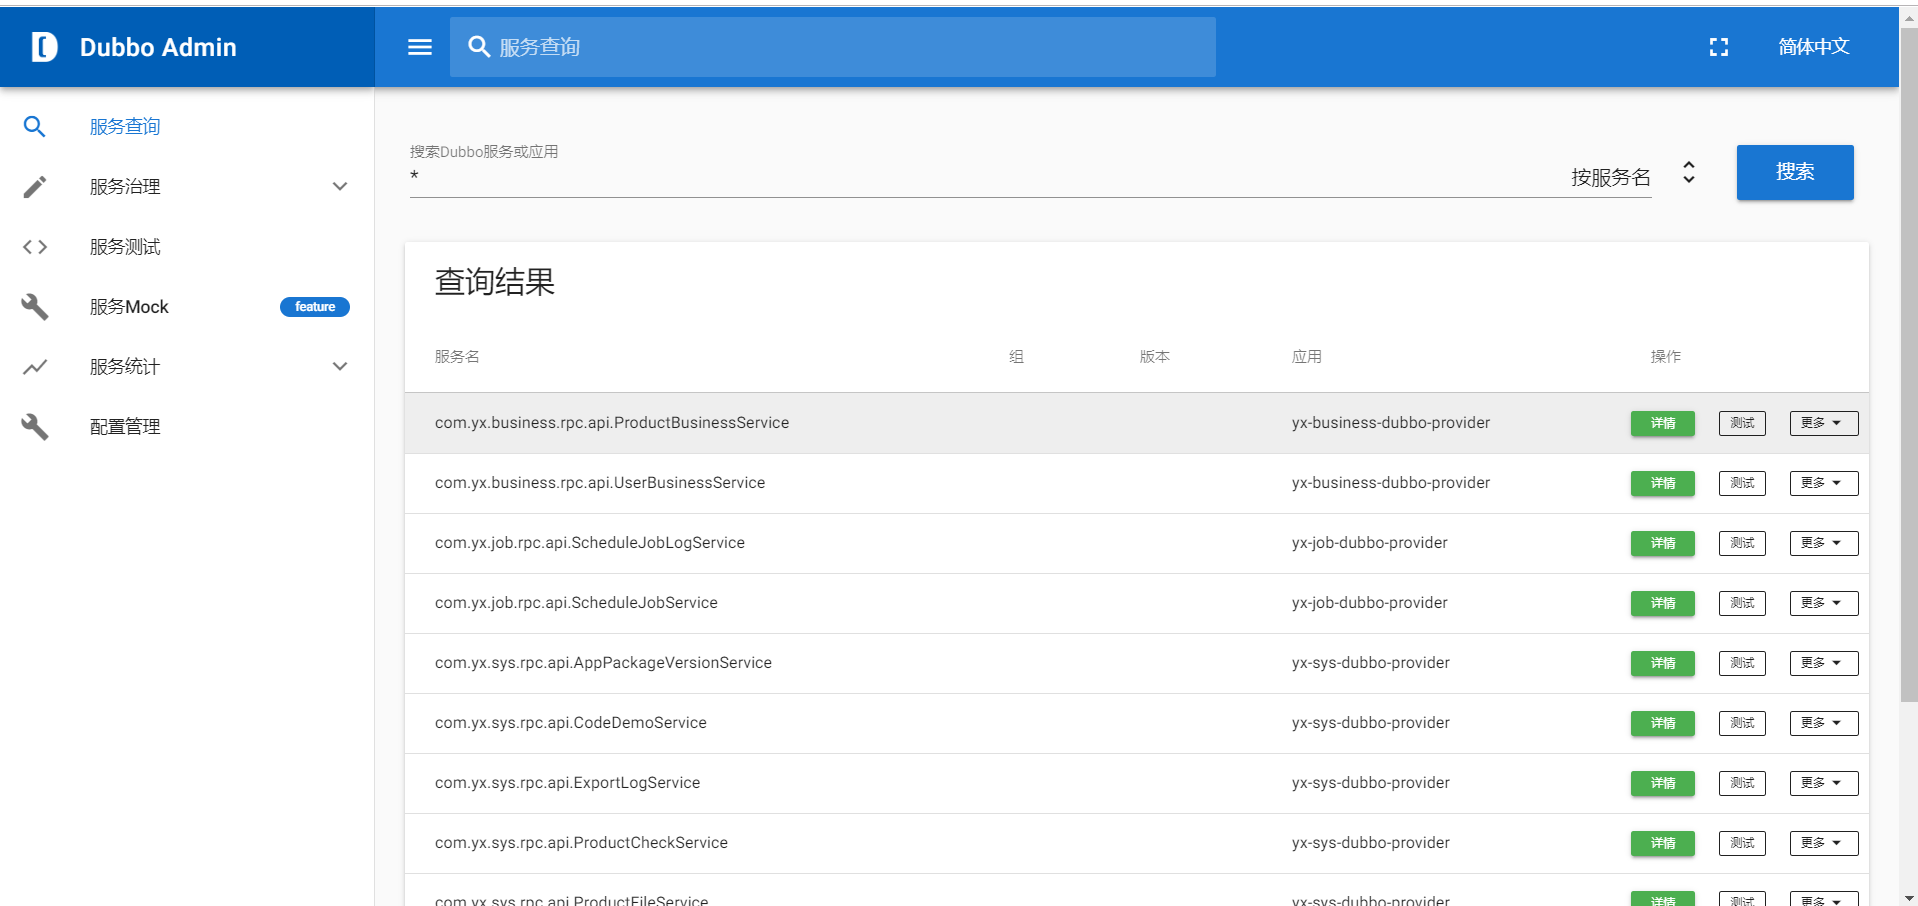 Dubbo Admin
服务查询
简体中文
服务查询
服务治理
服务测试
服务Mock
feature
服务统计
配置管理
搜索Dubbo服务或应用
*
按服务名
搜索
查询结果
服务名 组 版本 应用 操作
com.yx.business.rpc.api.ProductBusinessService yx-business-dubbo-provider 详情 测试 更多
com.yx.business.rpc.api.UserBusinessService yx-business-dubbo-provider 详情 测试 更多
com.yx.job.rpc.api.ScheduleJobLogService yx-job-dubbo-provider 详情 测试 更多
com.yx.job.rpc.api.ScheduleJobService yx-job-dubbo-provider 详情 测试 更多
com.yx.sys.rpc.api.AppPackageVersionService yx-sys-dubbo-provider 详情 测试 更多
com.yx.sys.rpc.api.CodeDemoService yx-sys-dubbo-provider 详情 测试 更多
com.yx.sys.rpc.api.ExportLogService yx-sys-dubbo-provider 详情 测试 更多
com.yx.sys.rpc.api.ProductCheckService yx-sys-dubbo-provider 详情 测试 更多
com.yx.sys.rpc.api.ProductFileService yx-sys-dubbo-provider 详情 测试 更多